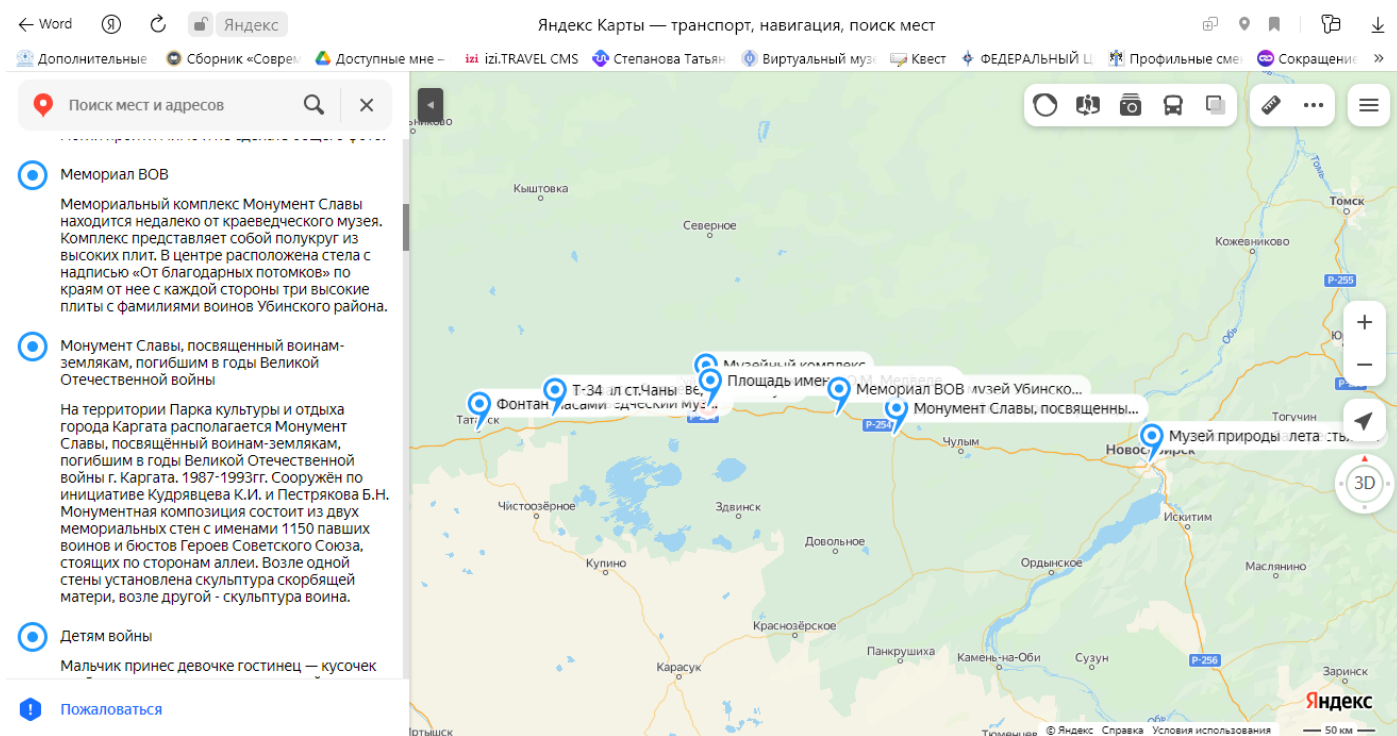 Word
Яндекс
Яндекс Карты — транспорт, навигация, поиск мест
Дополнительные
Сборник «Соврем
Доступные мне –
izi izi.TRAVEL CMS
Степанова Татьян
Виртуальный музе
Квест
ФЕДЕРАЛЬНЫЙ Ц
Профильные сме
Сокращение
Поиск мест и адресов
Мемориал ВОВ
Мемориальный комплекс Монумент Славы
находится недалеко от краеведческого музея.
Комплекс представляет собой полукруг из
высоких плит. В центре расположена стела с
надписью «От благодарных потомков» по
краям от нее с каждой стороны три высокие
плиты с фамилиями воинов Убинского района.
Монумент Славы, посвященный воинам-
землякам, погибшим в годы Великой
Отечественной войны
На территории Парка культуры и отдыха
города Каргата располагается Монумент
Славы, посвящённый воинам-землякам,
погибшим в годы Великой Отечественной
войны г. Каргата. 1987-1993гг. Сооружён по
инициативе Кудрявцева К.И. и Пестрякова Б.Н.
Монументная композиция состоит из двух
мемориальных стен с именами 1150 павших
воинов и бюстов Героев Советского Союза,
стоящих по сторонам аллеи. Возле одной
стены установлена скульптура скорбящей
матери, возле другой - скульптура воина.
Детям войны
Мальчик принес девочке гостинец — кусочек
Пожаловаться
Кыштовка
Северное
Томь
Томск
Кожевниково
Р-255
Обь
Музейный комплекс
Площадь имен
Т-34
ст.Чаны
Мемориал ВОВ
музей Убинско...
Фонтан
Монумент Славы, посвященны...
Р-254
Чулым
Тогучин
Музей природы
Чистоозёрное
Здвинск
Искитим
3D
Довольное
Купино
Ордынское
Маслянино
Краснозёрское
Панкрушиха
Камень-на-Оби
Сузун
Р-256
Карасук
Заринск
Яндекс
© Яндекс Справка Условия использования
50 км